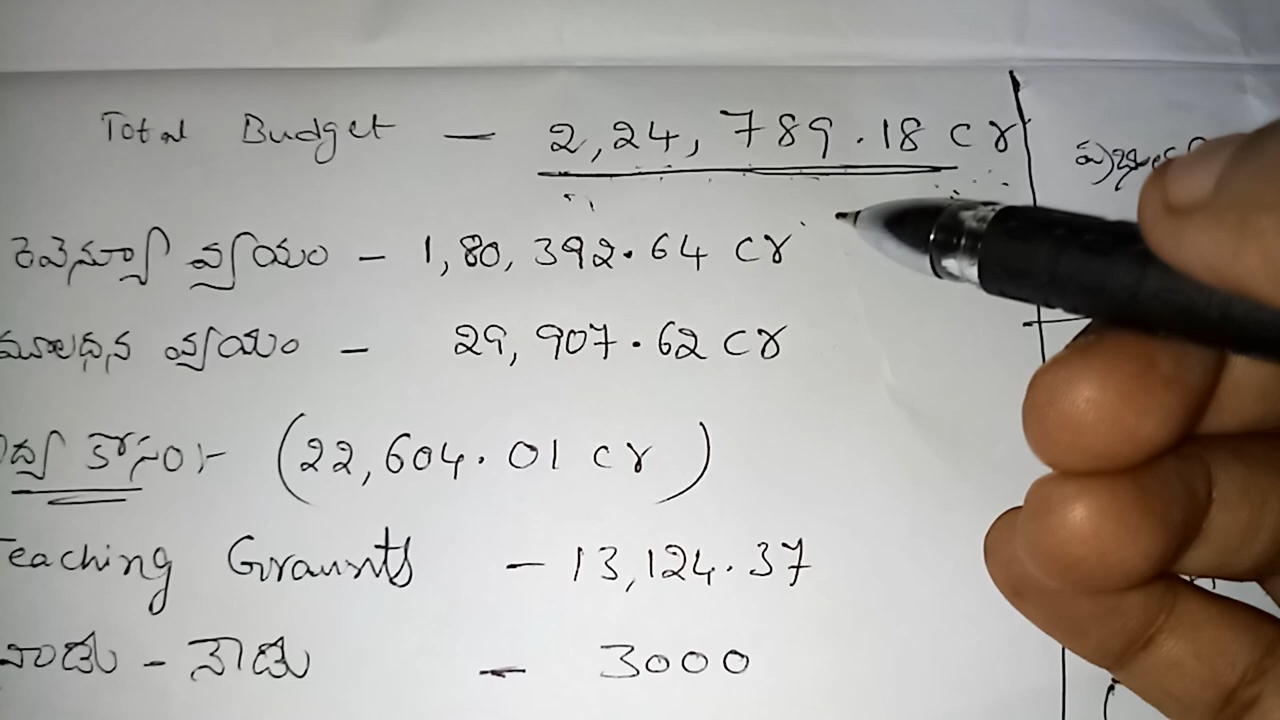 Total Budget - 2,24,789.18 cr
రెవెన్యూ వ్యయం - 1,80,392.64 cr
మూలధన వ్యయం - 29,907.62 cr
కోసం:- (22,604.01 cr)
Teaching Graunts - 13,124.37
నాడు - నేడు - 3000